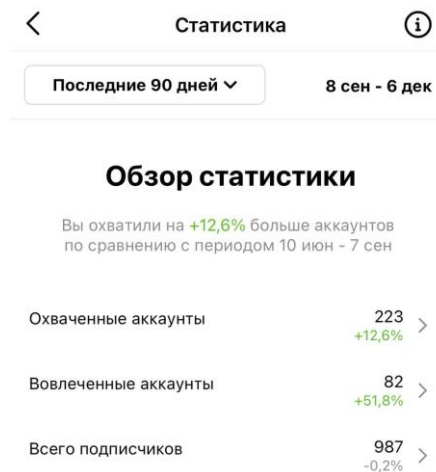 Статистика
Последние 90 дней
8 сен - 6 дек
Обзор статистики
Вы охватили на +12,6% больше аккаунтов
по сравнению с периодом 10 июн - 7 сен
Охваченные аккаунты
223
+12,6%
Вовлеченные аккаунты
82
+51,8%
Всего подписчиков
987
-0,2%